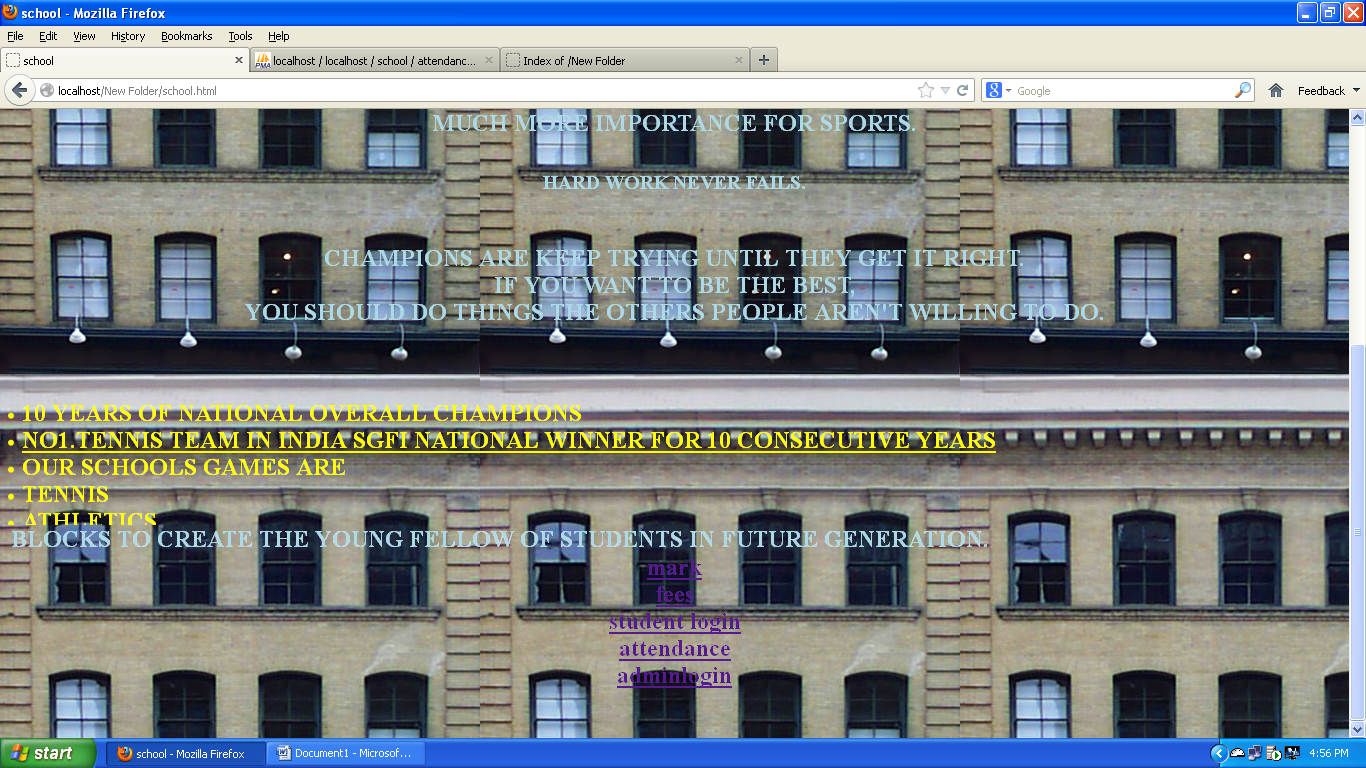 school - Mozilla Firefox
File Edit View History Bookmarks Tools Help
school
localhost / localhost / school / attendanc...
Index of /New Folder
localhost/New Folder/school.html
Google
Feedback
MUCH MORE IMPORTANCE FOR SPORTS.
HARD WORK NEVER FAILS.
CHAMPIONS ARE KEEP TRYING UNTIL THEY GET IT RIGHT.
IF YOU WANT TO BE THE BEST,
YOU SHOULD DO THINGS THE OTHERS PEOPLE AREN'T WILLING TO DO.
• 10 YEARS OF NATIONAL OVERALL CHAMPIONS
• NO1.TENNIS TEAM IN INDIA SGFI NATIONAL WINNER FOR 10 CONSECUTIVE YEARS
• OUR SCHOOLS GAMES ARE
• TENNIS
• ATHLETICS
BLOCKS TO CREATE THE YOUNG FELLOW OF STUDENTS IN FUTURE GENERATION.
mark
fees
student login
attendance
adminlogin
start
school - Mozilla Firefox
Document1 - Microsof...
4:56 PM